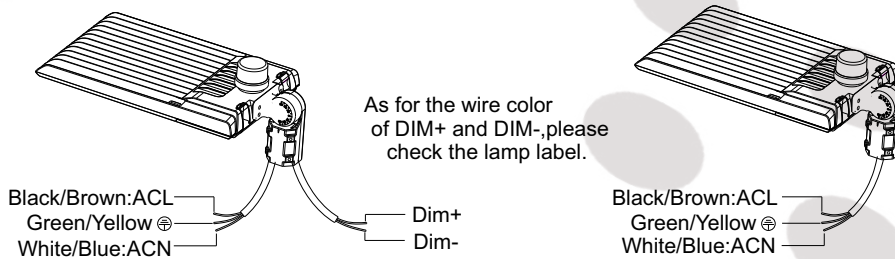 As for the wire color
of DIM+ and DIM-,please
check the lamp label.
Black/Brown:ACL
Green/Yellow
White/Blue:ACN
Dim+
Dim-
Black/Brown:ACL
Green/Yellow
White/Blue:ACN